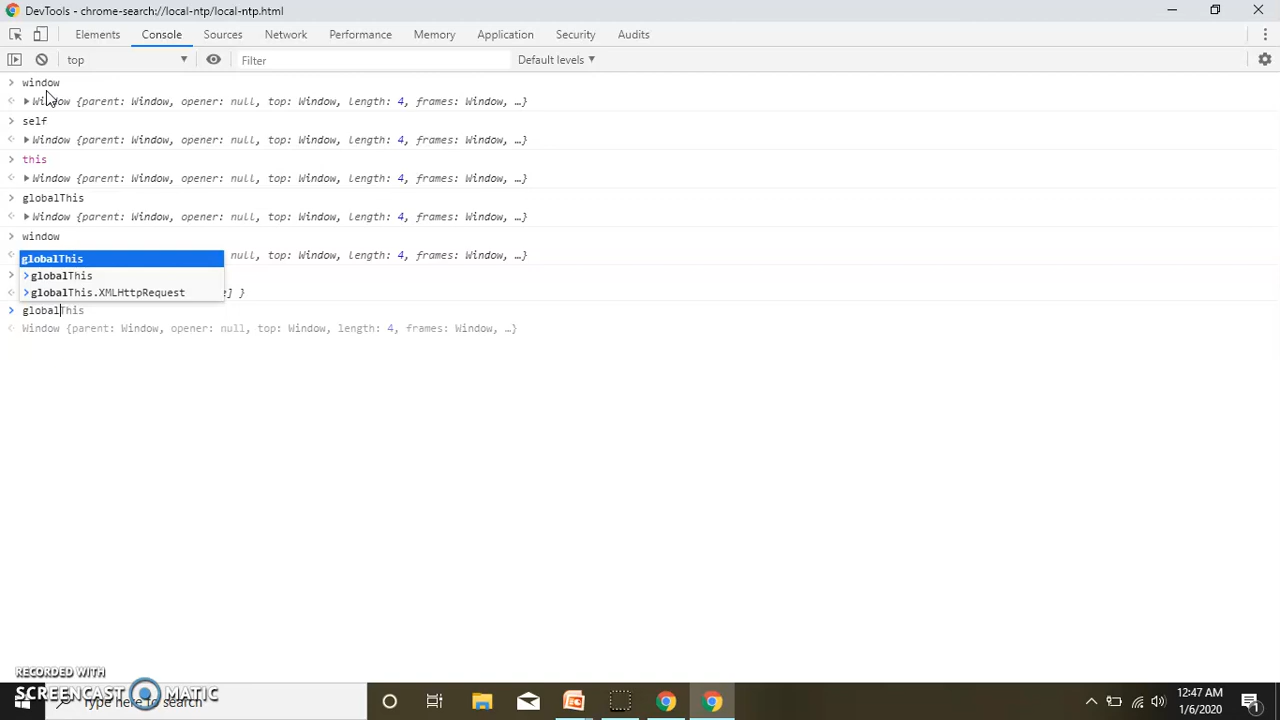 DevTools - chrome-search://local-ntp/local-ntp.html
Elements Console Sources Network Performance Memory Application Security Audits
top Filter Default levels
window
Window {parent: Window, opener: null, top: Window, length: 4, frames: Window, …}
self
Window {parent: Window, opener: null, top: Window, length: 4, frames: Window, …}
this
Window {parent: Window, opener: null, top: Window, length: 4, frames: Window, …}
globalThis
Window {parent: Window, opener: null, top: Window, length: 4, frames: Window, …}
window
null, top: Window, length: 4, frames: Window, …}
globalThis
globalThis
globalThis.XMLHttpRequest
] }
globalThis
Window {parent: Window, opener: null, top: Window, length: 4, frames: Window, …}
RECORDED WITH
SCREENCAST MATIC
Type here to search
12:47 AM
1/6/2020
1